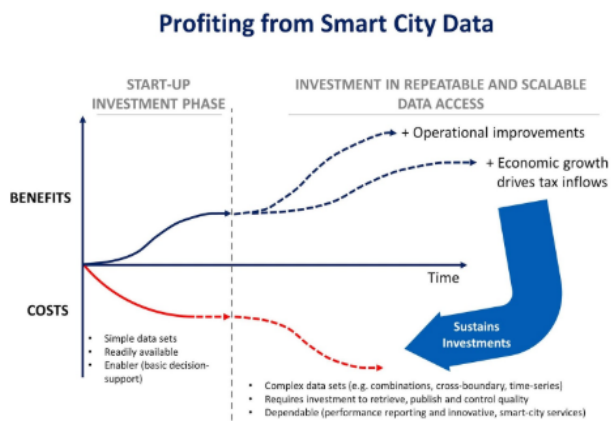 Profiting from Smart City Data
START-UP
INVESTMENT PHASE
INVESTMENT IN REPEATABLE AND SCALABLE
DATA ACCESS
+ Operational improvements
+ Economic growth
drives tax inflows
BENEFITS
Time
COSTS
Sustains
Investments
• Simple data sets
• Readily available
• Enabler (basic decision-
support)
• Complex data sets (e.g. combinations, cross-boundary, time-series)
• Requires investment to retrieve, publish and control quality
• Dependable (performance reporting and innovative, smart-city services)